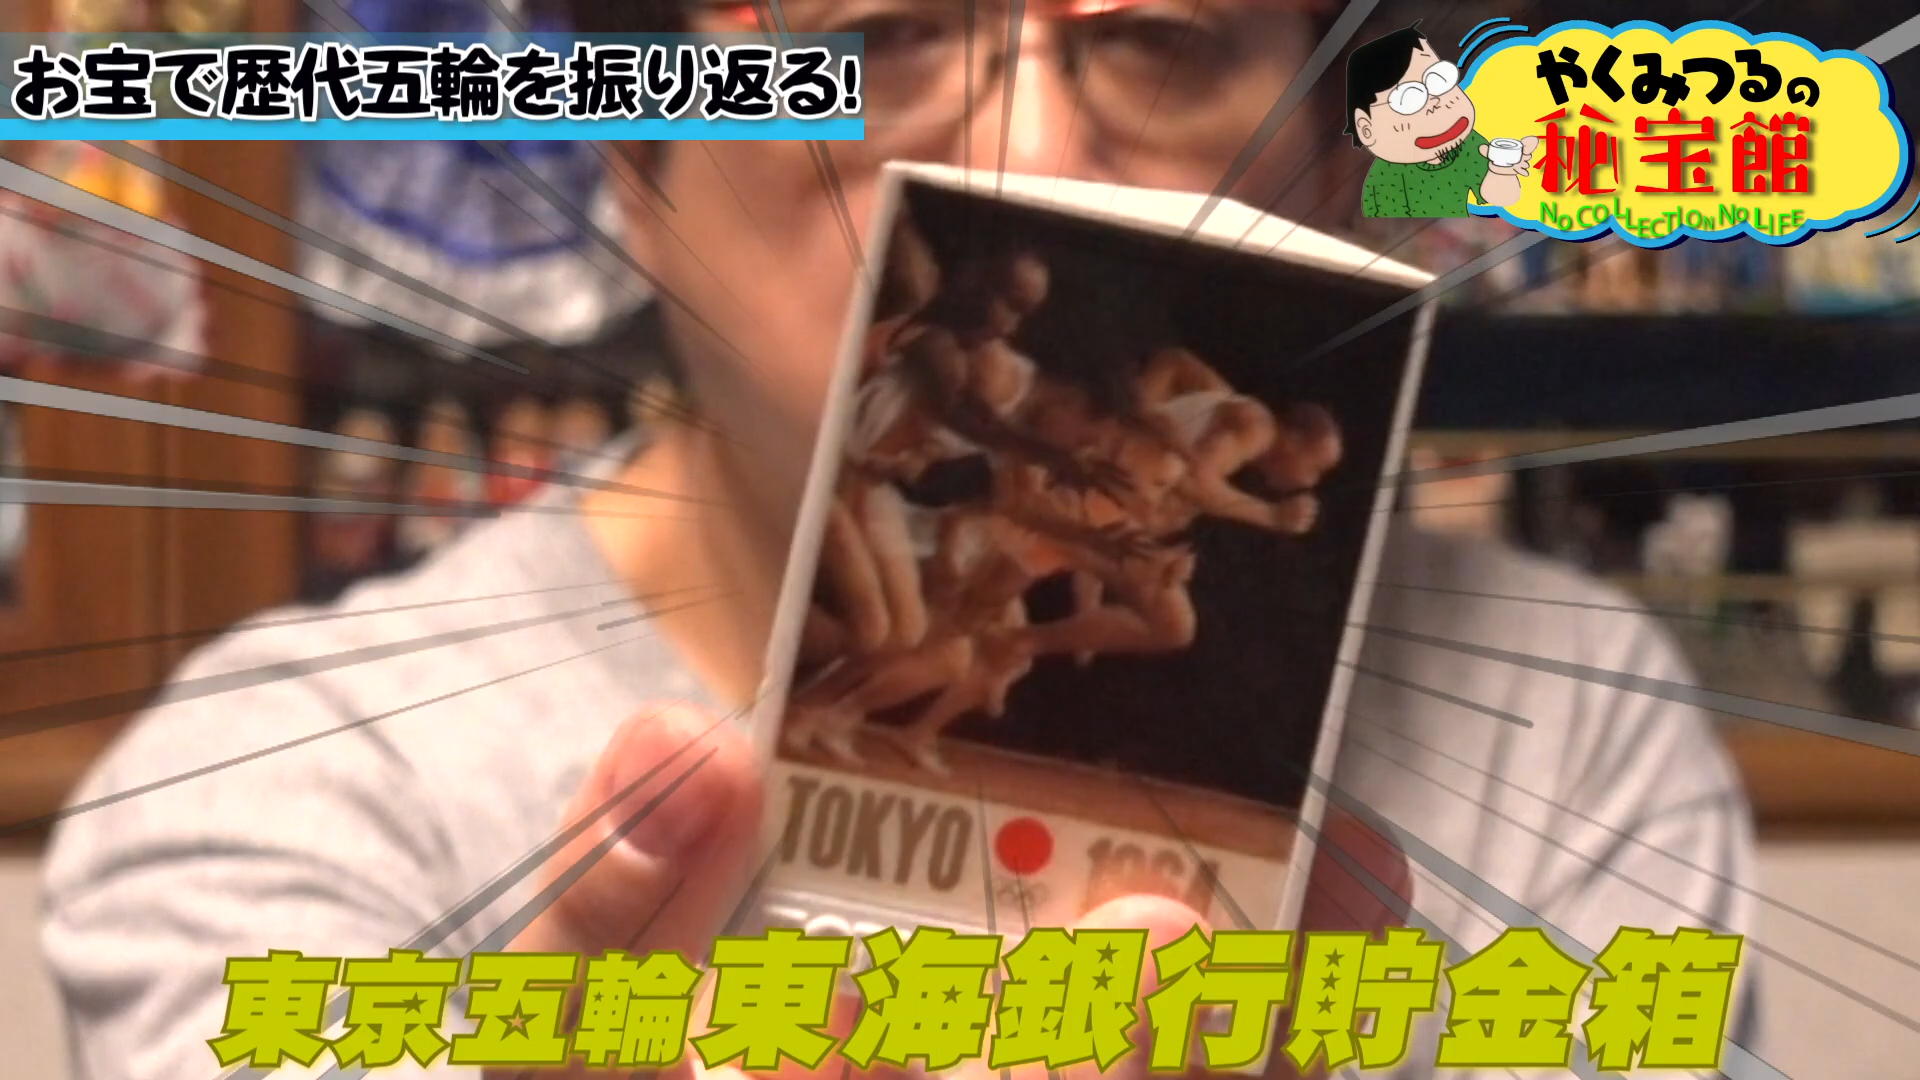 お宝で歴代五輪を振り返る!
やくみつるの
秘宝館
NO COLLECTION NO LIFE
TOKYO 1964
東京五輪東海銀行貯金箱